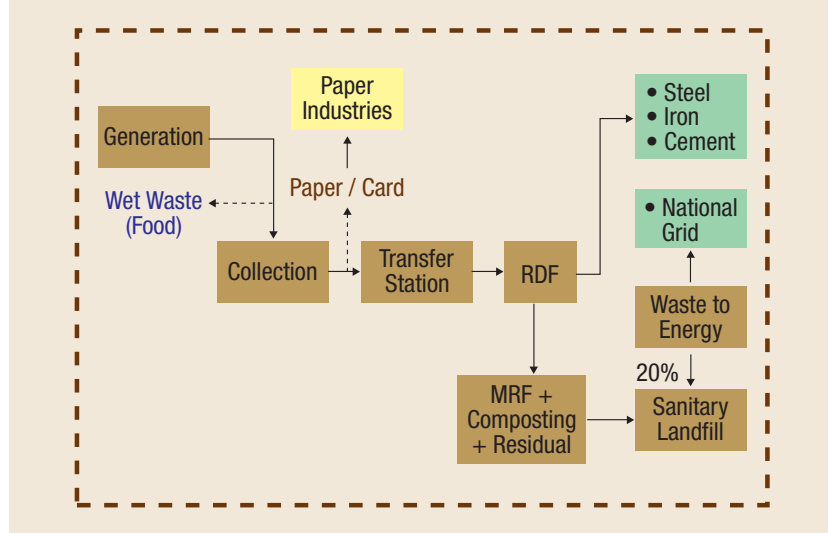 Generation
Wet Waste
(Food)
Paper
Industries
Paper / Card
Collection
Transfer
Station
RDF
• Steel
• Iron
• Cement
• National
Grid
Waste to
Energy
20%
MRF +
Composting
+ Residual
Sanitary
Landfill